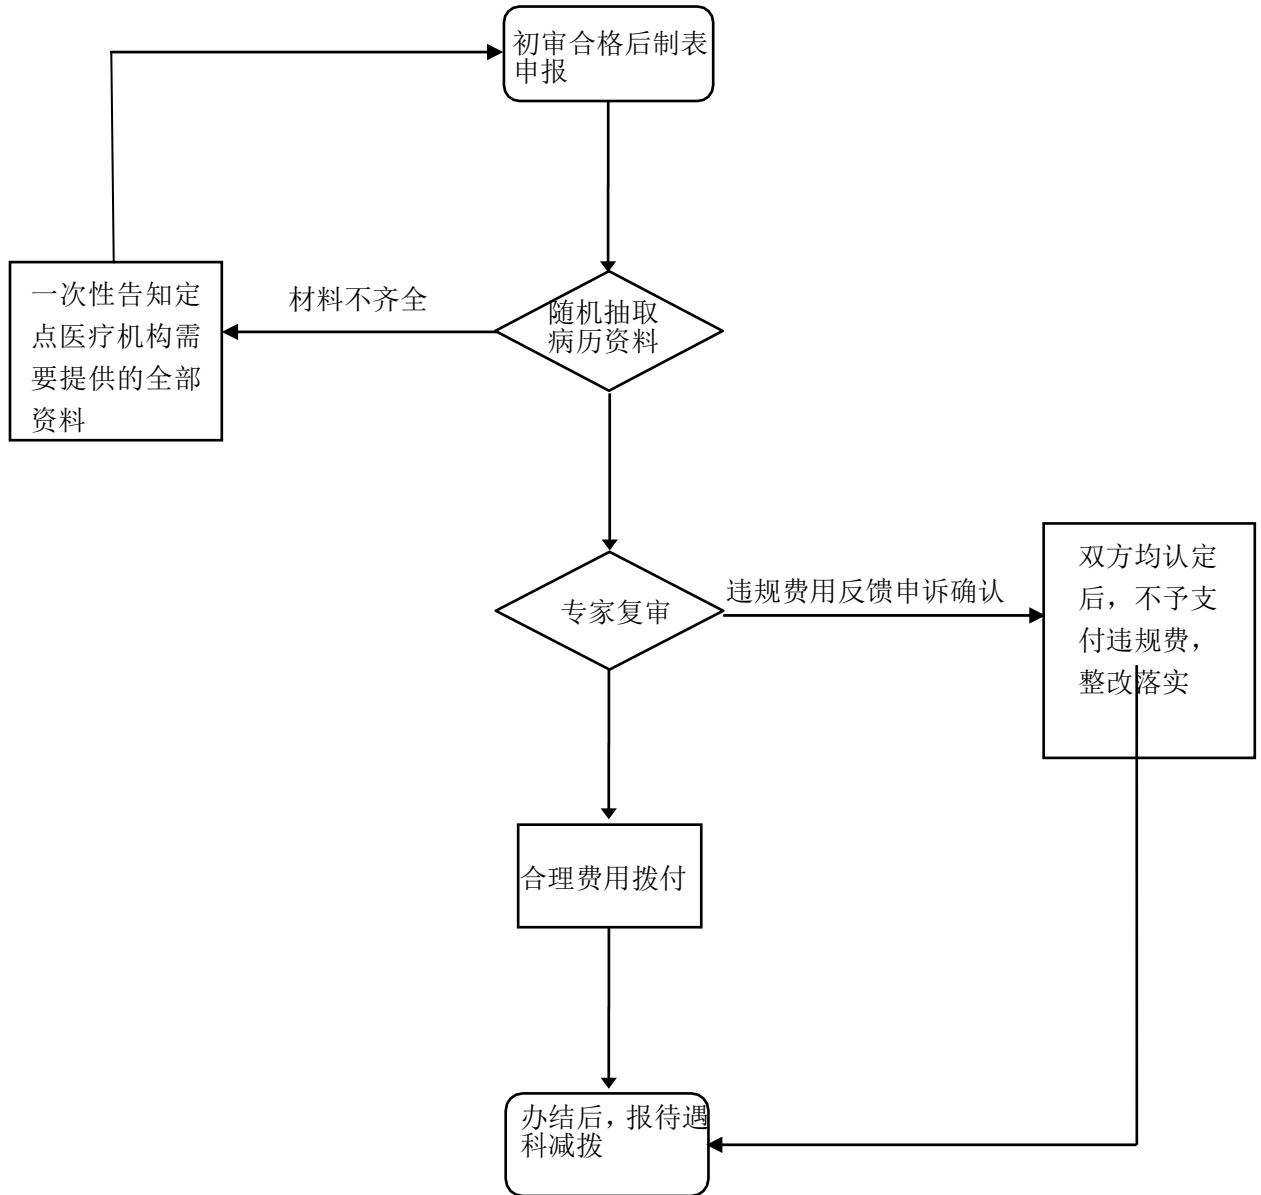 初审合格后制表
申报
一次性告知定
点医疗机构需
要提供的全部
资料
材料不齐全
随机抽取
病历资料
专家复审
违规费用反馈申诉确认
双方均认定
后，不予支
付违规费，
整改落实
合理费用拨付
办结后，报待遇
科减拨